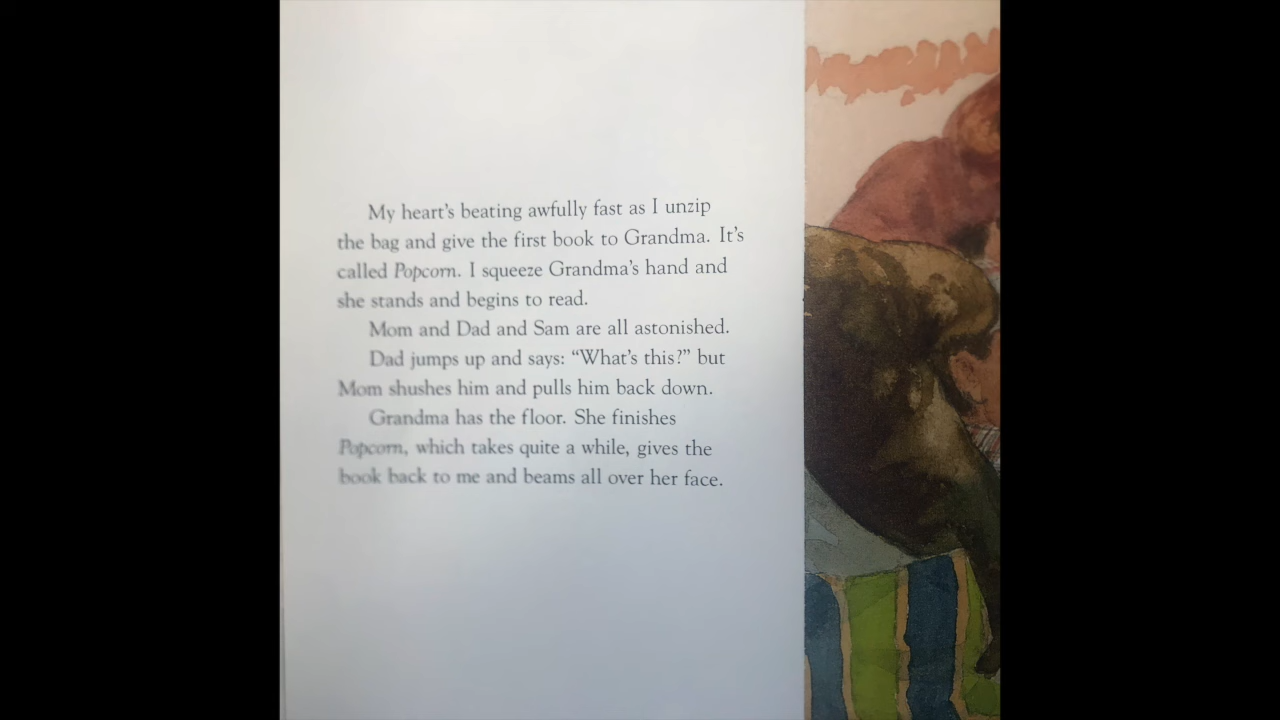 My heart's beating awfully fast as I unzip
the bag and give the first book to Grandma. It's
called Popcorn. I squeeze Grandma's hand and
she stands and begins to read.
Mom and Dad and Sam are all astonished.
Dad jumps up and says: “What's this?” but
Mom shushes him and pulls him back down.
Grandma has the floor. She finishes
Popcorn, which takes quite a while, gives the
book back to me and beams all over her face.